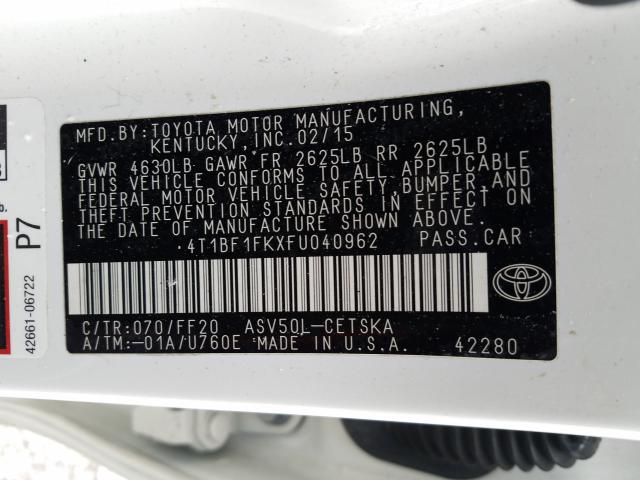 MFD.BY:TOYOTA MOTOR MANUFACTURING,
KENTUCKY, INC.02/15
GVWR 4630LB GAWR FR 2625LB RR 2625LB
THIS VEHICLE CONFORMS TO ALL APPLICABLE
FEDERAL MOTOR VEHICLE SAFETY, BUMPER, AND
THEFT PREVENTION STANDARDS IN EFFECT ON
THE DATE OF MANUFACTURE SHOWN ABOVE.
4T1BF1FKXFU040962 PASS.CAR
C/TR:070/FF20 ASV50L-CETSKA
A/TM:-01A/U760E MADE IN U.S.A. 42280
TOYOTA
P7
42661-06722